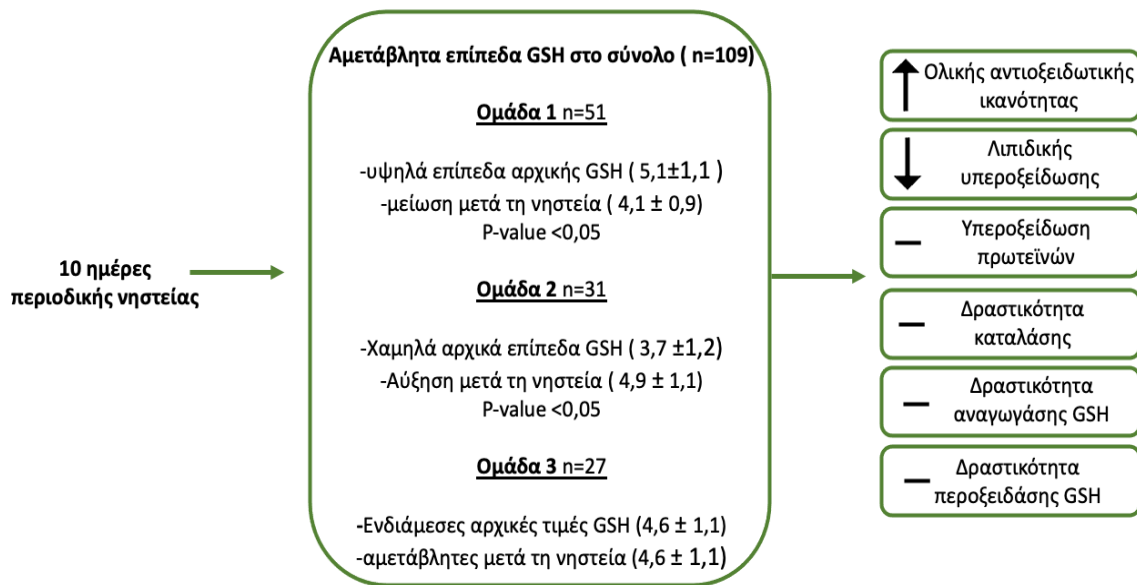 10 ημέρες
περιοδικής νηστείας
Αμετάβλητα επίπεδα GSH στο σύνολο ( n=109)
Ομάδα 1 n=51
-υψηλά επίπεδα αρχικής GSH ( 5,1±1,1 )
-μείωση μετά τη νηστεία ( 4,1 ± 0,9)
P-value <0,05
Ομάδα 2 n=31
-Χαμηλά αρχικά επίπεδα GSH ( 3,7 ±1,2)
-Αύξηση μετά τη νηστεία ( 4,9 ± 1,1)
P-value <0,05
Ομάδα 3 n=27
-Ενδιάμεσες αρχικές τιμές GSH (4,6 ± 1,1)
-αμετάβλητες μετά τη νηστεία (4,6 ± 1,1)
Ολικής αντιοξειδωτικής
ικανότητας
Λιπιδικής
υπεροξείδωσης
Υπεροξείδωση
πρωτεϊνών
Δραστικότητα
καταλάσης
Δραστικότητα
αναγωγάσης GSH
Δραστικότητα
περοξειδάσης GSH